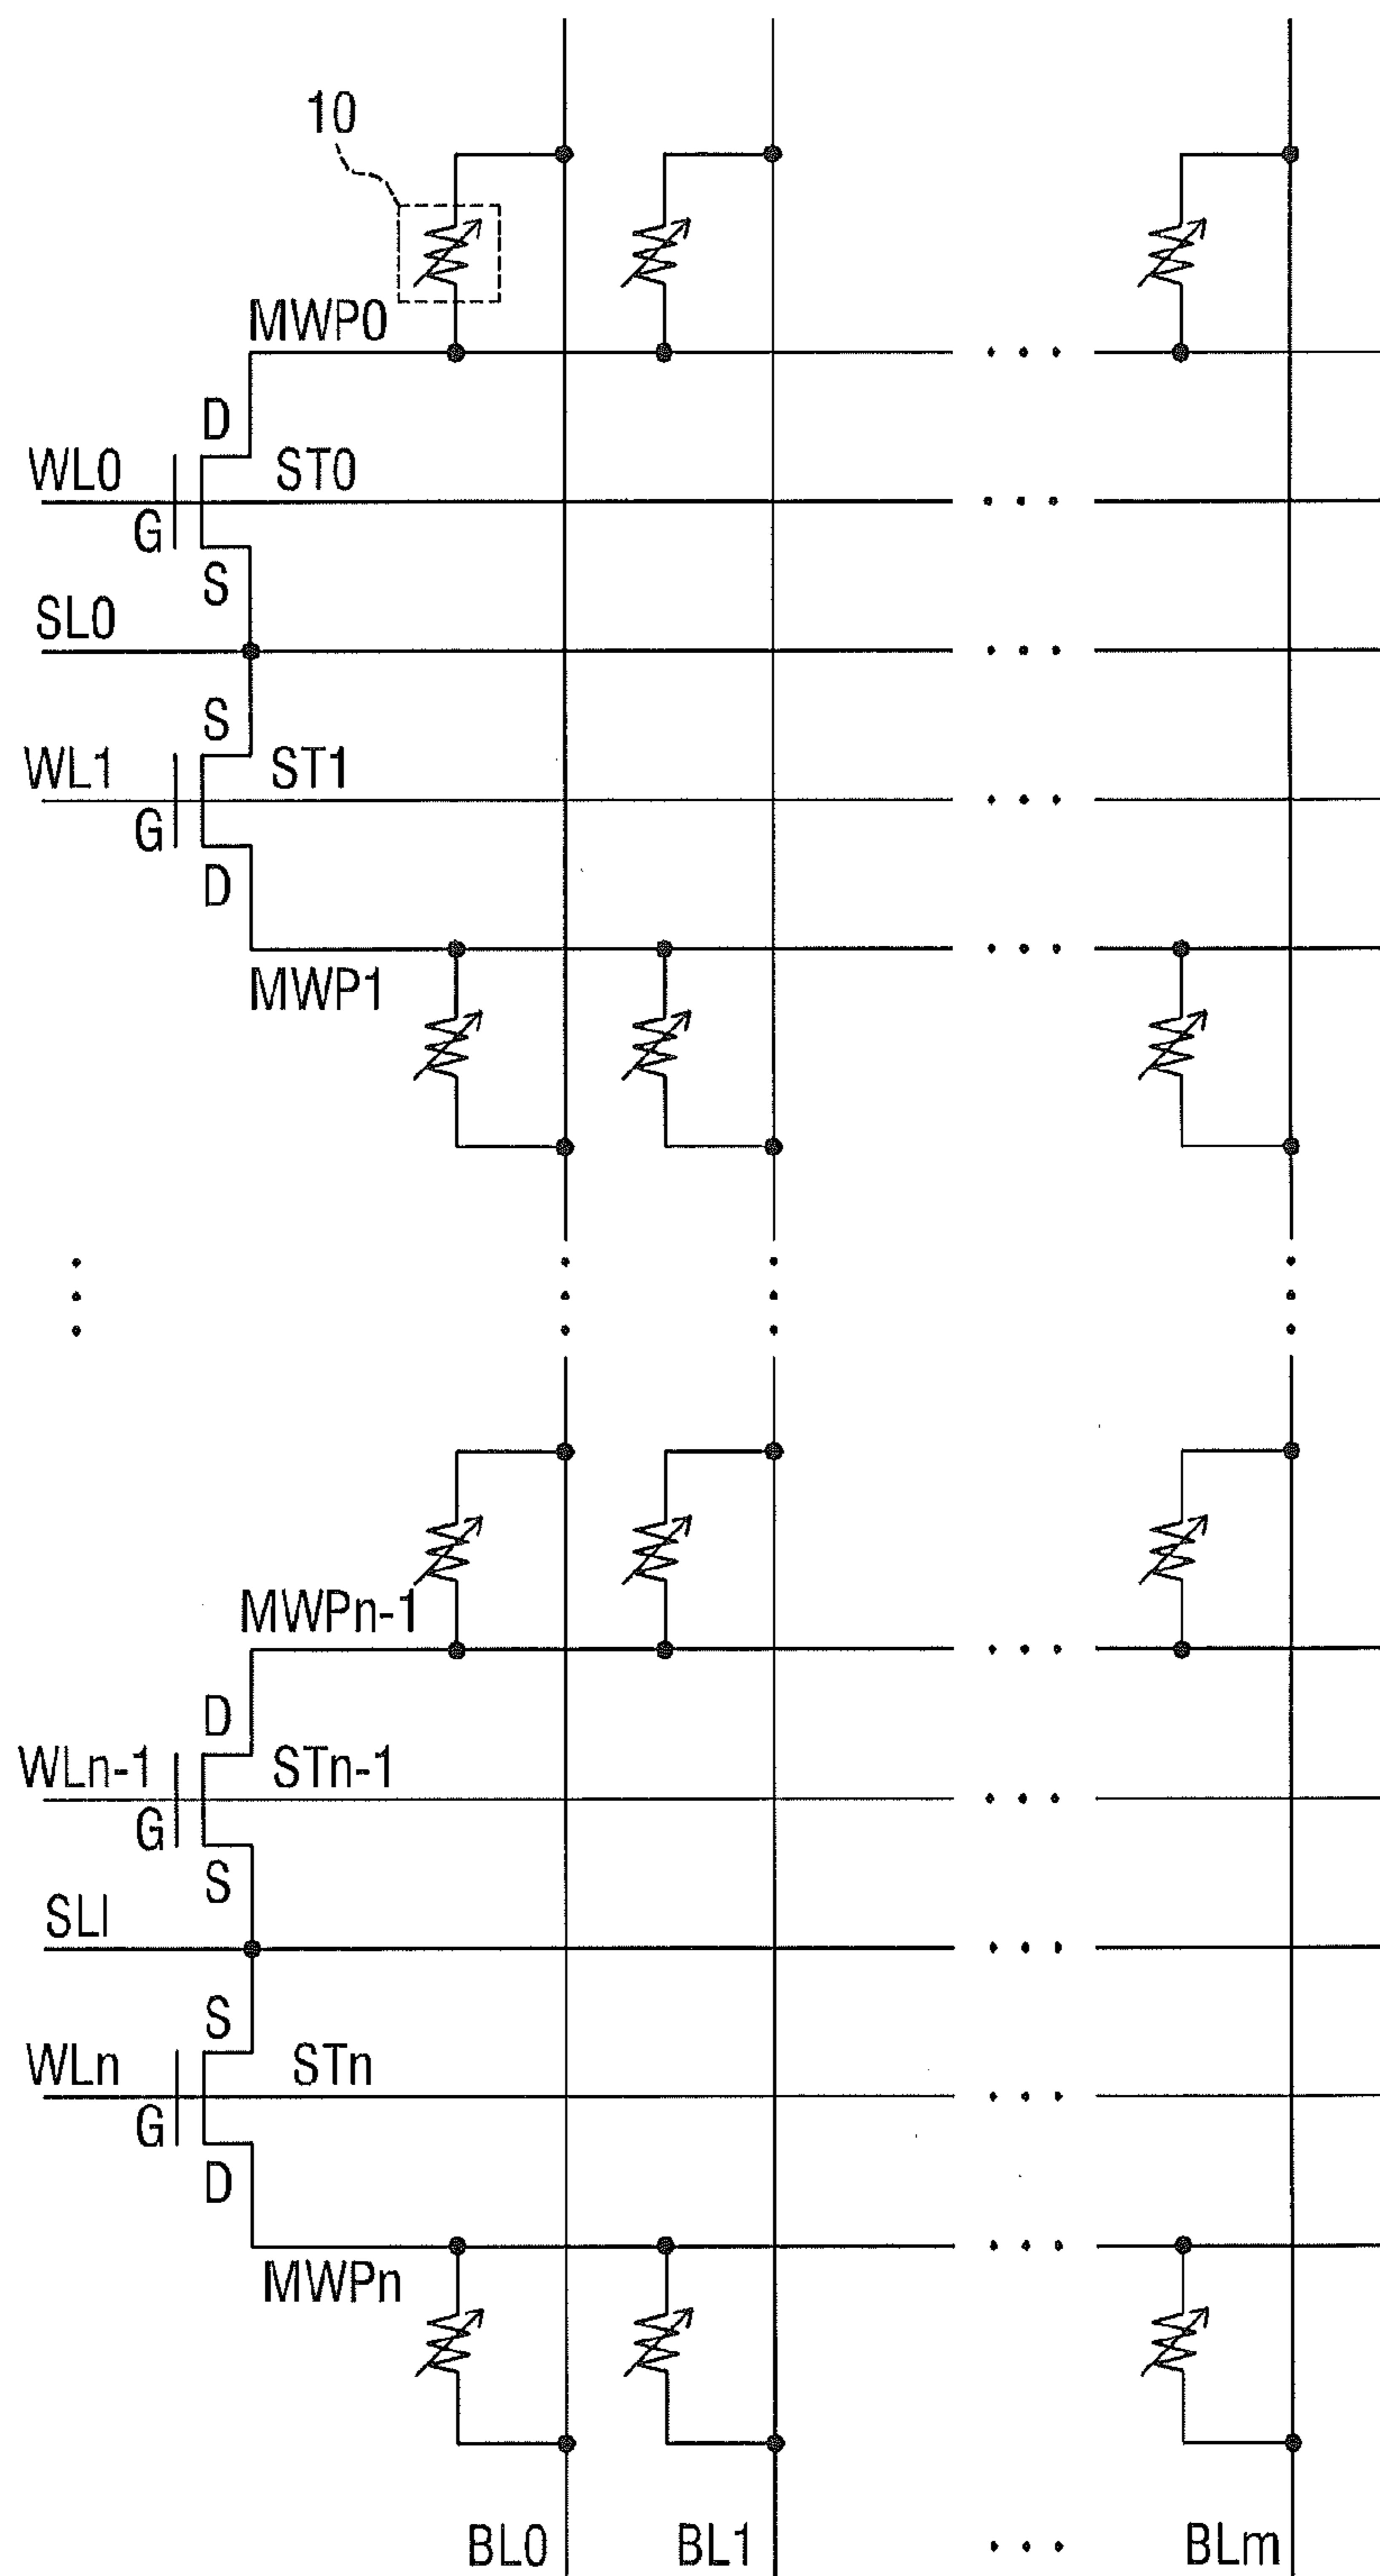 10
MWP0
D
WL0 ST0
G
S
SL0
S
WL1 ST1
G
D
MWP1
MWPn-1
D
WLn-1 STn-1
G
S
SLl
S
WLn STn
G
D
MWPn
BL0 BL1 ... BLm